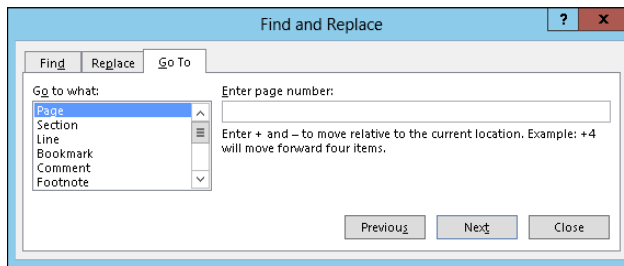 Find and Replace
? x
Find Replace Go To
Go to what:
Enter page number:
Page
Section
Line
Bookmark
Comment
Footnote
Enter + and – to move relative to the current location. Example: +4
will move forward four items.
Previous Next Close